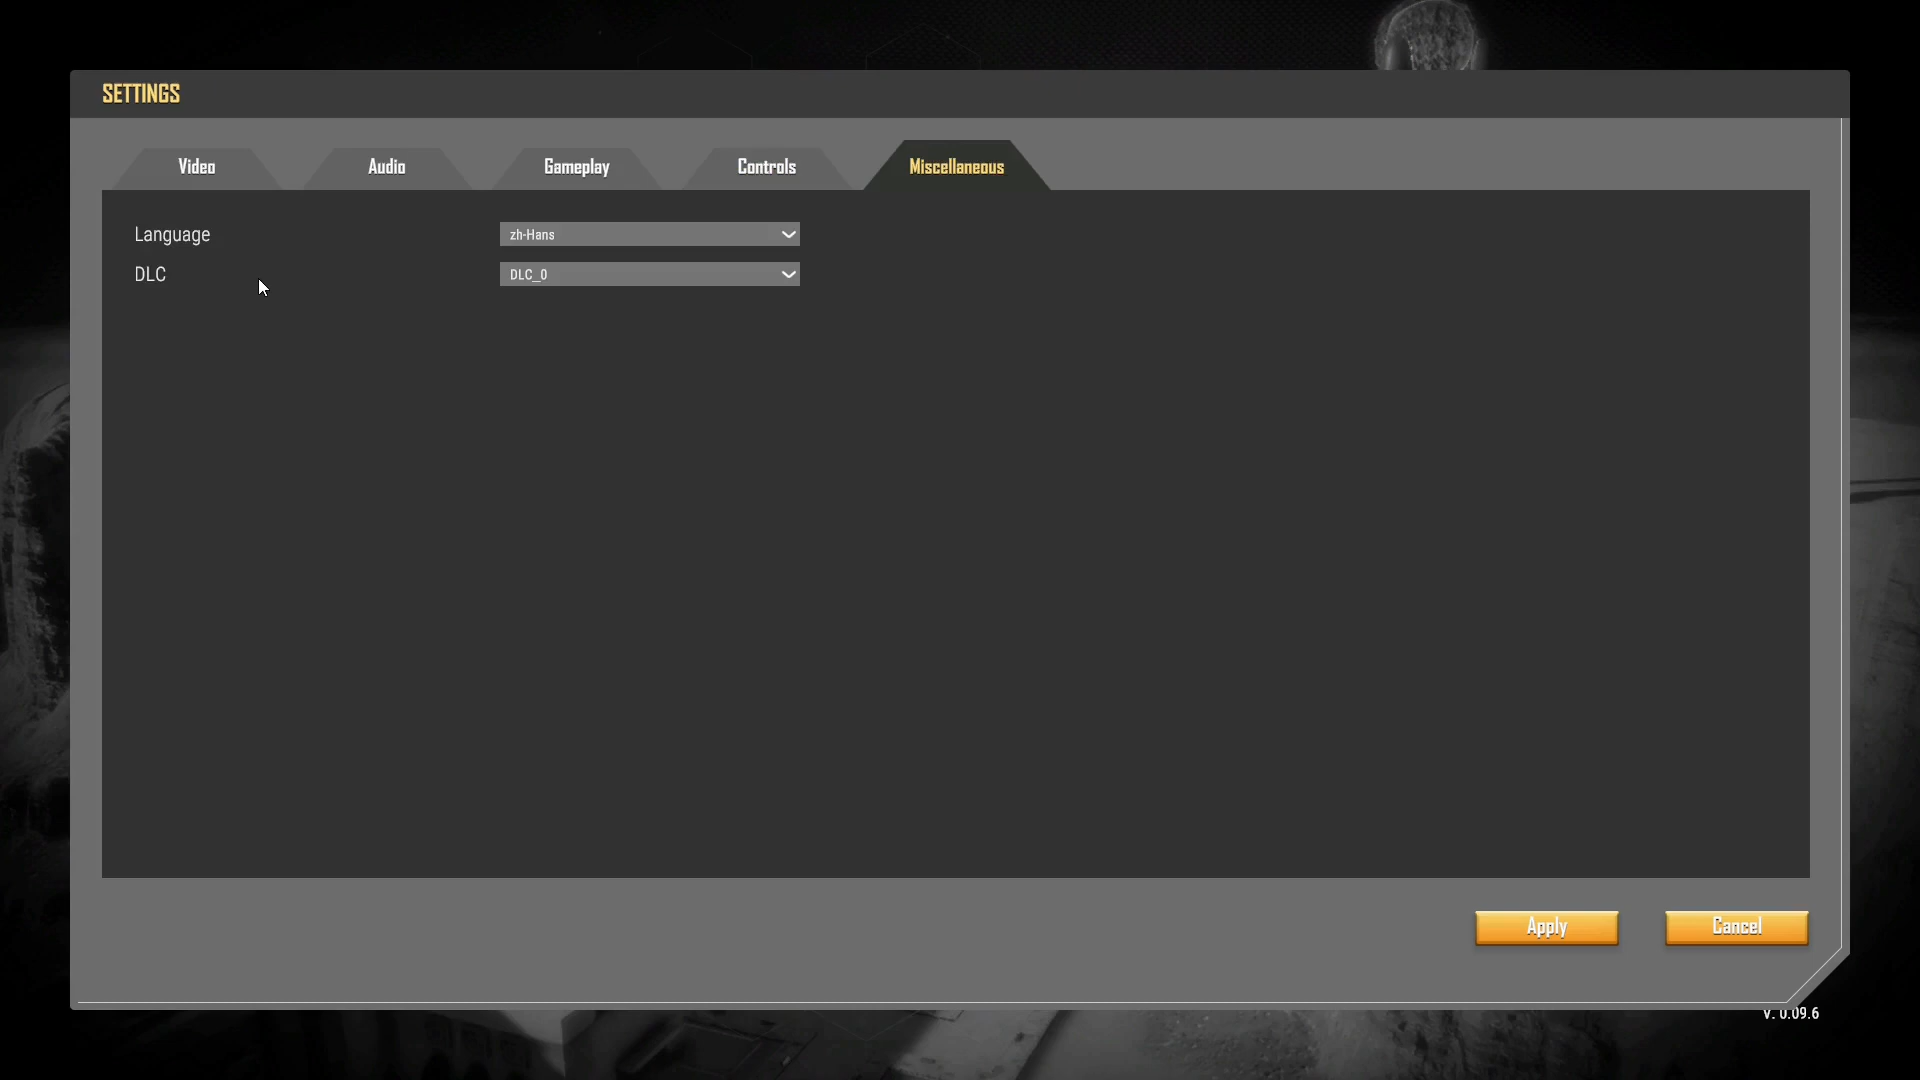 SETTINGS
Video
Audio
Gameplay
Controls
Miscellaneous
Language
zh-Hans
DLC
DLC_0
Apply
Cancel
v. 0.09.6